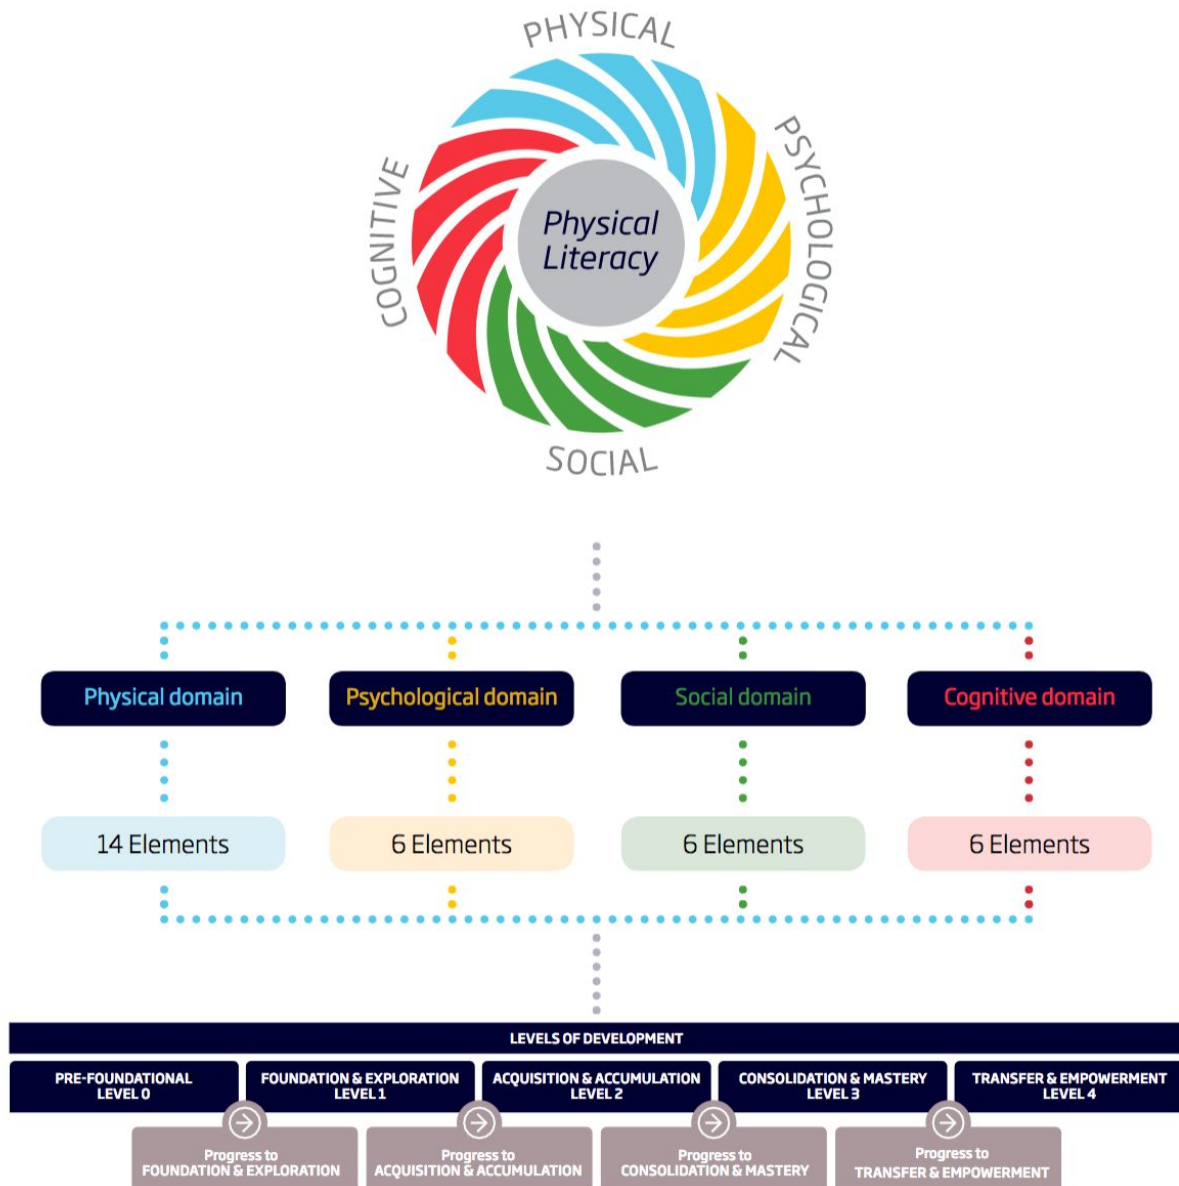 PHYSICAL
PSYCHOLOGICAL
COGNITIVE
Physical
Literacy
SOCIAL
Physical domain
Psychological domain
Social domain
Cognitive domain
14 Elements
6 Elements
6 Elements
6 Elements
LEVELS OF DEVELOPMENT
PRE-FOUNDATIONAL
LEVEL 0
FOUNDATION & EXPLORATION
LEVEL 1
ACQUISITION & ACCUMULATION
LEVEL 2
CONSOLIDATION & MASTERY
LEVEL 3
TRANSFER & EMPOWERMENT
LEVEL 4
Progress to
FOUNDATION & EXPLORATION
Progress to
ACQUISITION & ACCUMULATION
Progress to
CONSOLIDATION & MASTERY
Progress to
TRANSFER & EMPOWERMENT